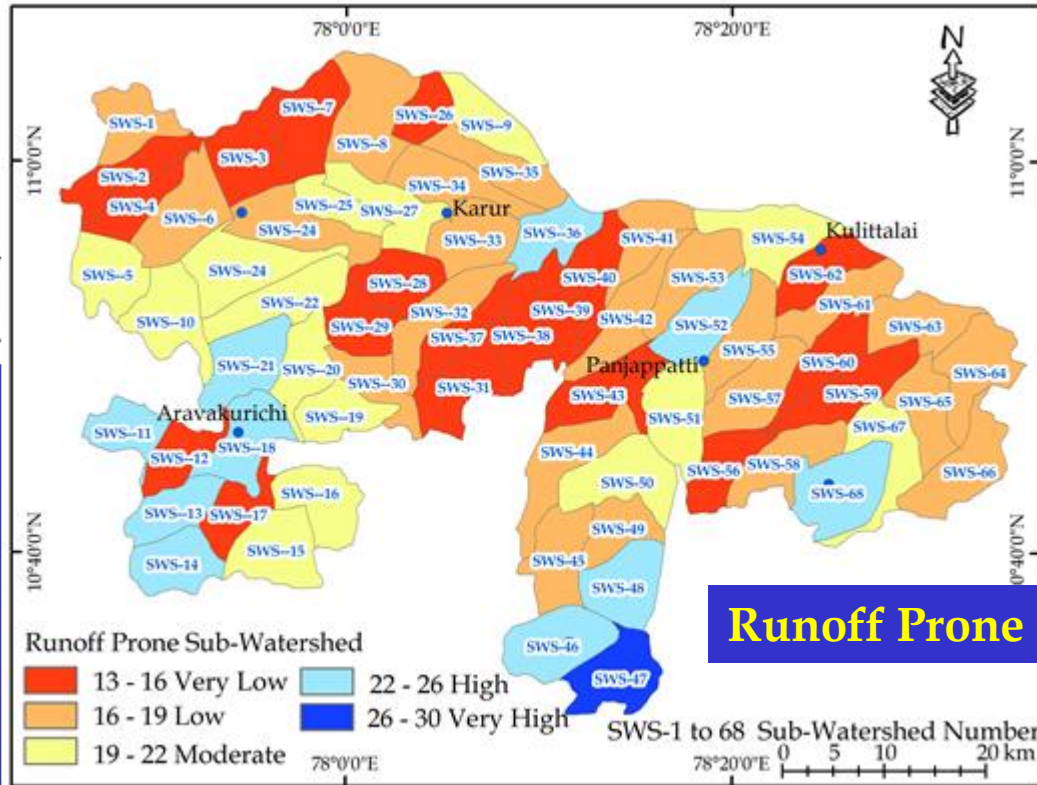 78°0'0"E 78°20'0"E
N
11°0'0"N 11°0'0"N
SWS-1
SWS--7
SWS--26
SWS--9
SWS--8
SWS-3
SWS-2
SWS--35
SWS--34
SWS-4
SWS--6
SWS--25
SWS--27
Karur
SWS--24
SWS--33
SWS--36
SWS--41
SWS-54
Kulittalai
SWS--5
SWS--24
SWS--28
SWS--40
SWS--53
SWS-62
SWS--22
SWS--32
SWS--39
SWS--61
SWS--10
SWS--29
SWS--37
SWS--38
SWS--42
SWS-52
SWS--63
SWS--21
SWS--20
SWS--30
SWS-31
Panjappatti
SWS--55
SWS-60
SWS-64
SWS--43
SWS-57
SWS-59
SWS--65
Aravakurichi
SWS--19
SWS-51
SWS--11
SWS--18
SWS-67
SWS--12
SWS--44
SWS-56
SWS--58
SWS--66
SWS--16
SWS--50
SWS-68
SWS--13
SWS--17
SWS--49
SWS--15
SWS--45
SWS-14
SWS--48
10°40'0"N 10°40'0"N
SWS--46
SWS--47
Runoff Prone
Runoff Prone Sub-Watershed
13 - 16 Very Low
16 - 19 Low
19 - 22 Moderate
22 - 26 High
26 - 30 Very High
SWS-1 to 68 Sub-Watershed Number
0 5 10 20 km
78°0'0"E 78°20'0"E